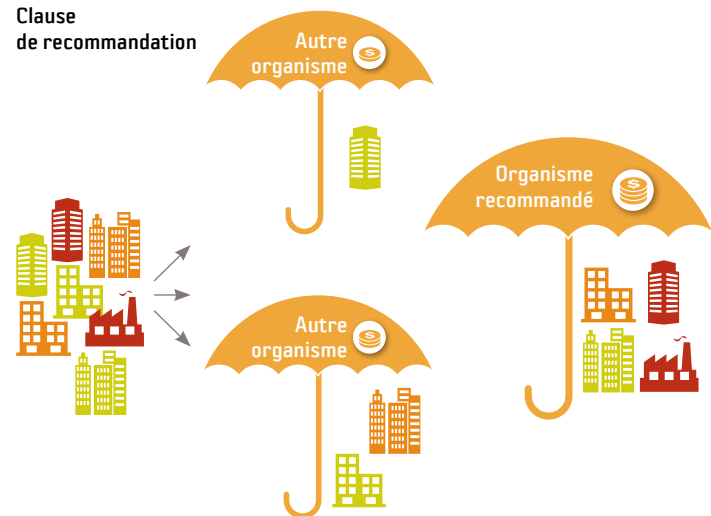 Clause
de recommandation
Autre
organisme
Organisme
recommandé
Autre
organisme